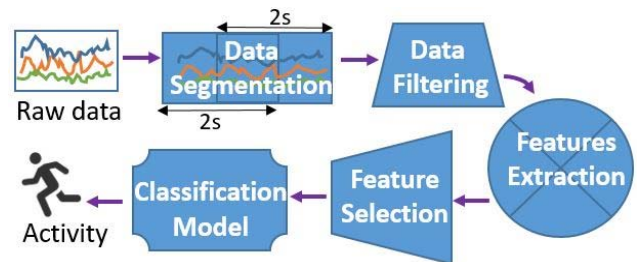 2s
Raw data
Data
Segmentation
2s
Data
Filtering
Features
Extraction
Feature
Selection
Classification
Model
Activity